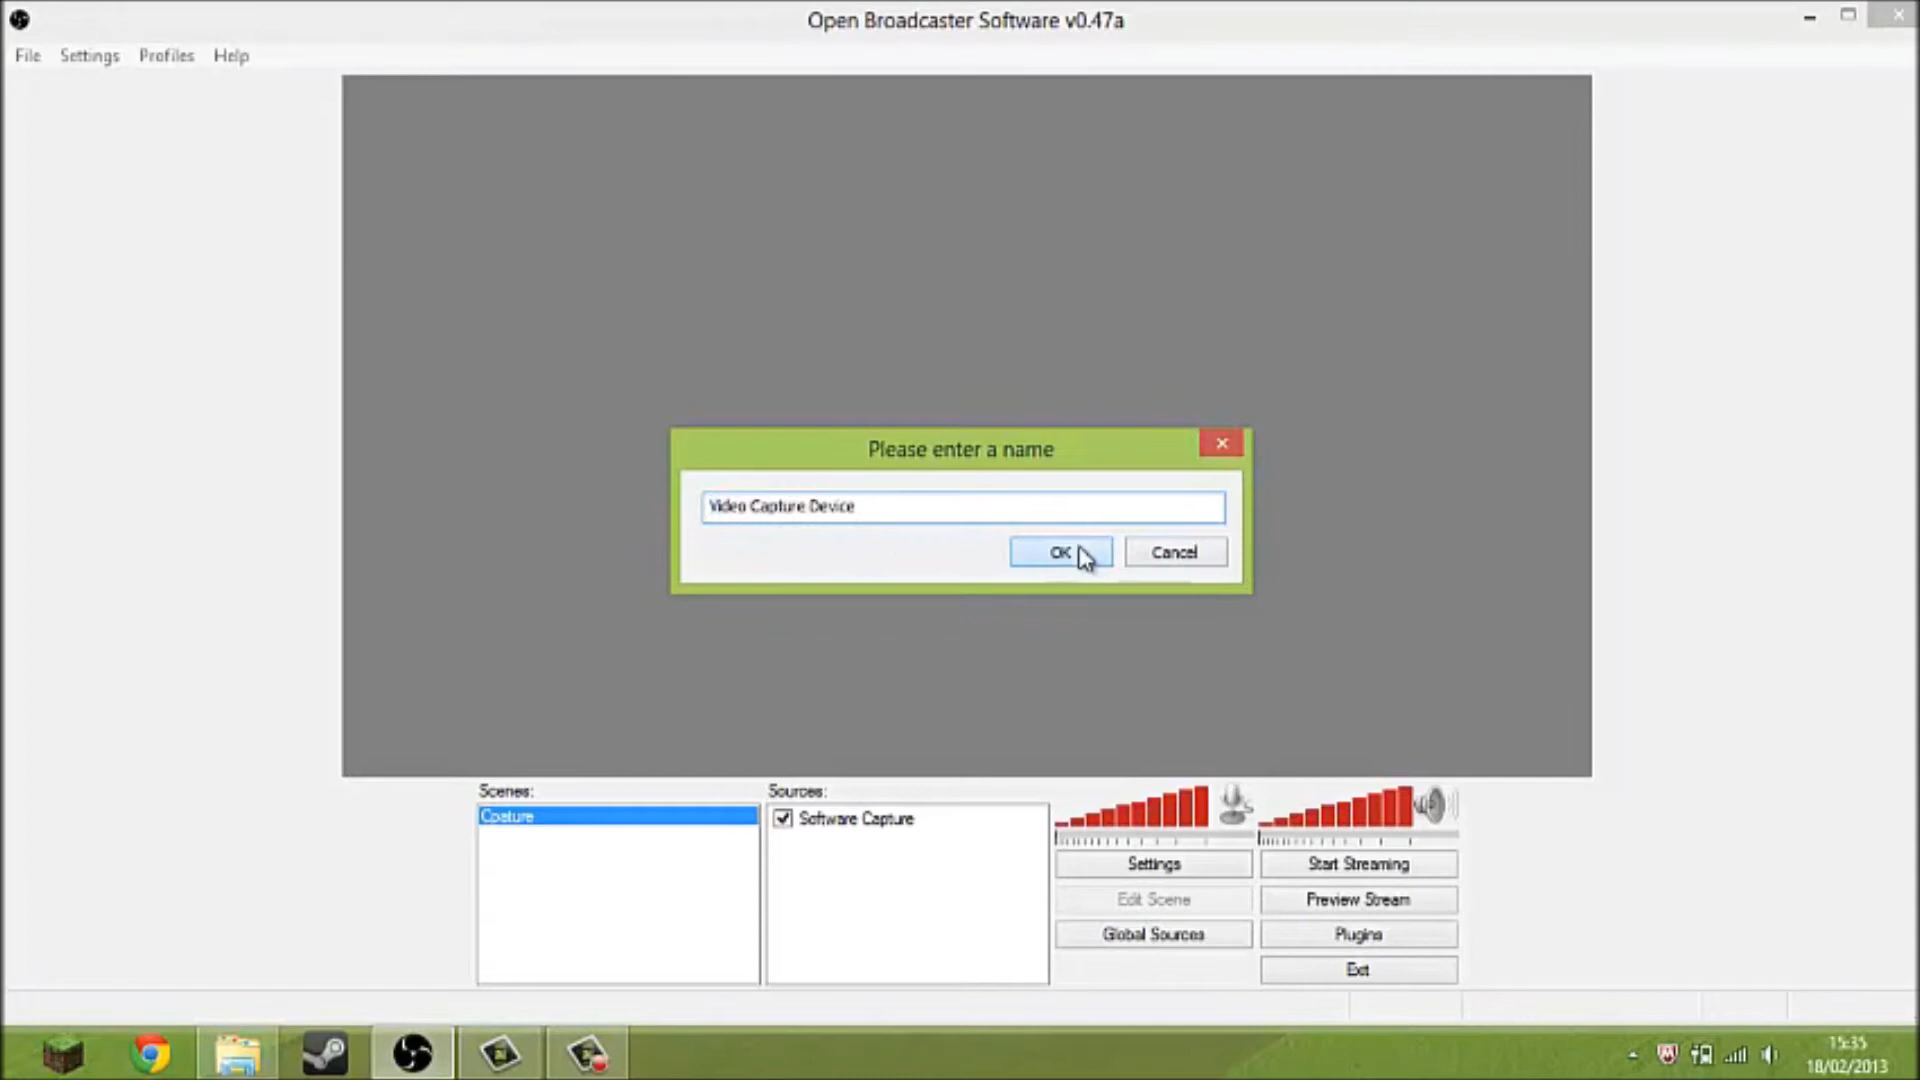 Open Broadcaster Software v0.47a
File Settings Profiles Help
Please enter a name
Video Capture Device
OK Cancel
Scenes: Sources:
Cpature
Software Capture
Settings Start Streaming
Edit Scene Preview Stream
Global Sources Plugins
Exit
15:35
18/02/2013